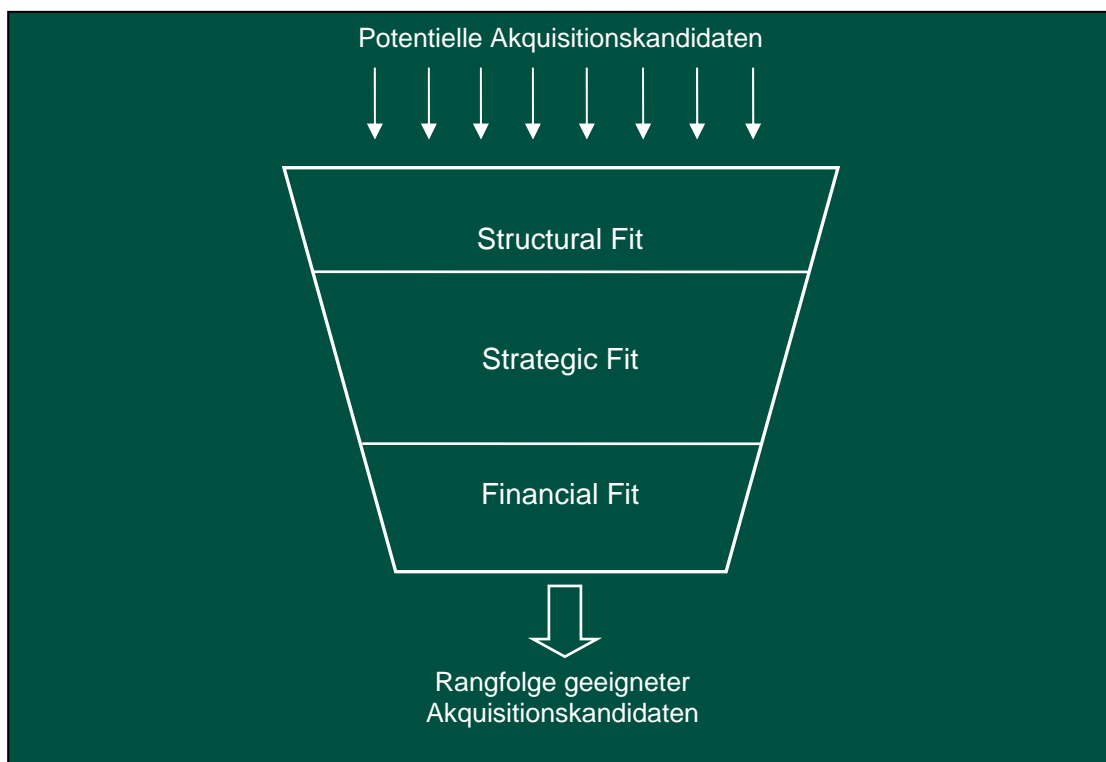 Potentielle Akquisitionskandidaten
Structural Fit
Strategic Fit
Financial Fit
Rangfolge geeigneter
Akquisitionskandidaten